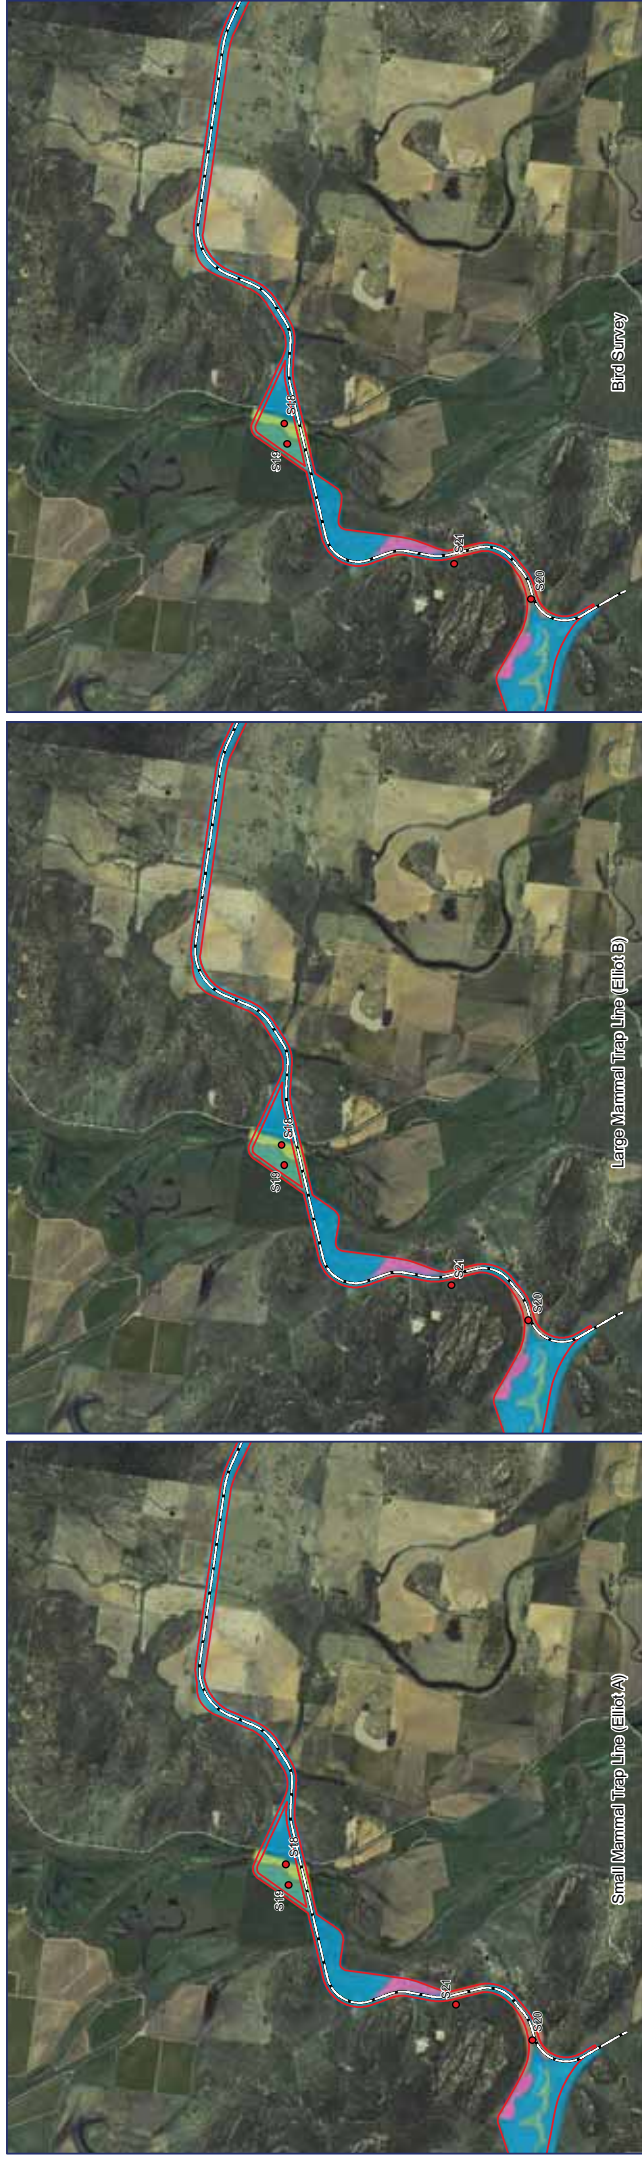 Small Mammal Trap Line (Elliot A)
S18
S19
S21
S20
Large Mammal Trap Line (Elliot B)
S18
S19
S21
S20
Bird Survey
S18
S19
S21
S20